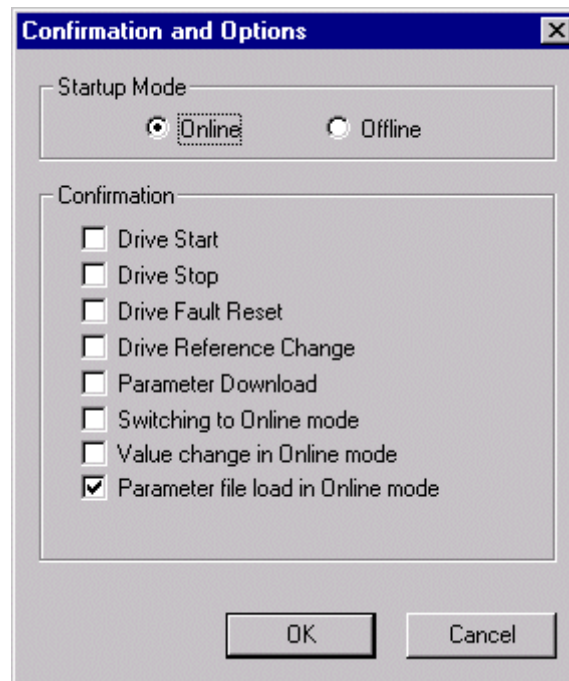 Confirmation and Options
Startup Mode
Online
Offline
Confirmation
Drive Start
Drive Stop
Drive Fault Reset
Drive Reference Change
Parameter Download
Switching to Online mode
Value change in Online mode
Parameter file load in Online mode
OK
Cancel